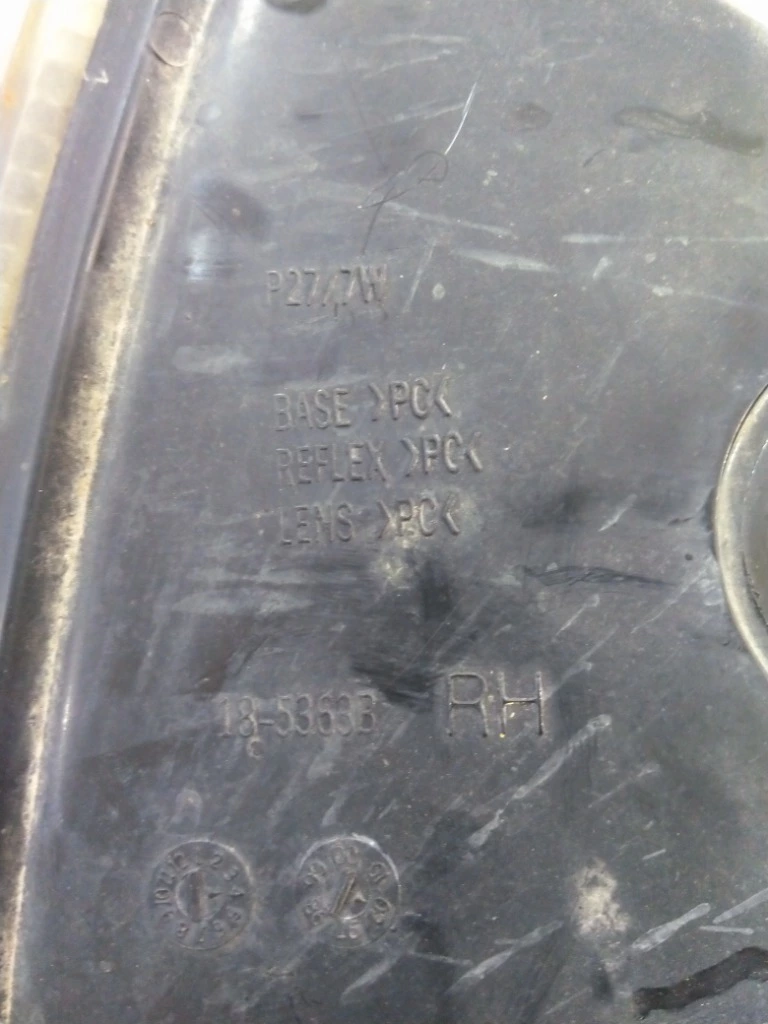 P27/7W
BASE >PC<
REFLEX >PC<
LENS >PC<
18-5363B RH